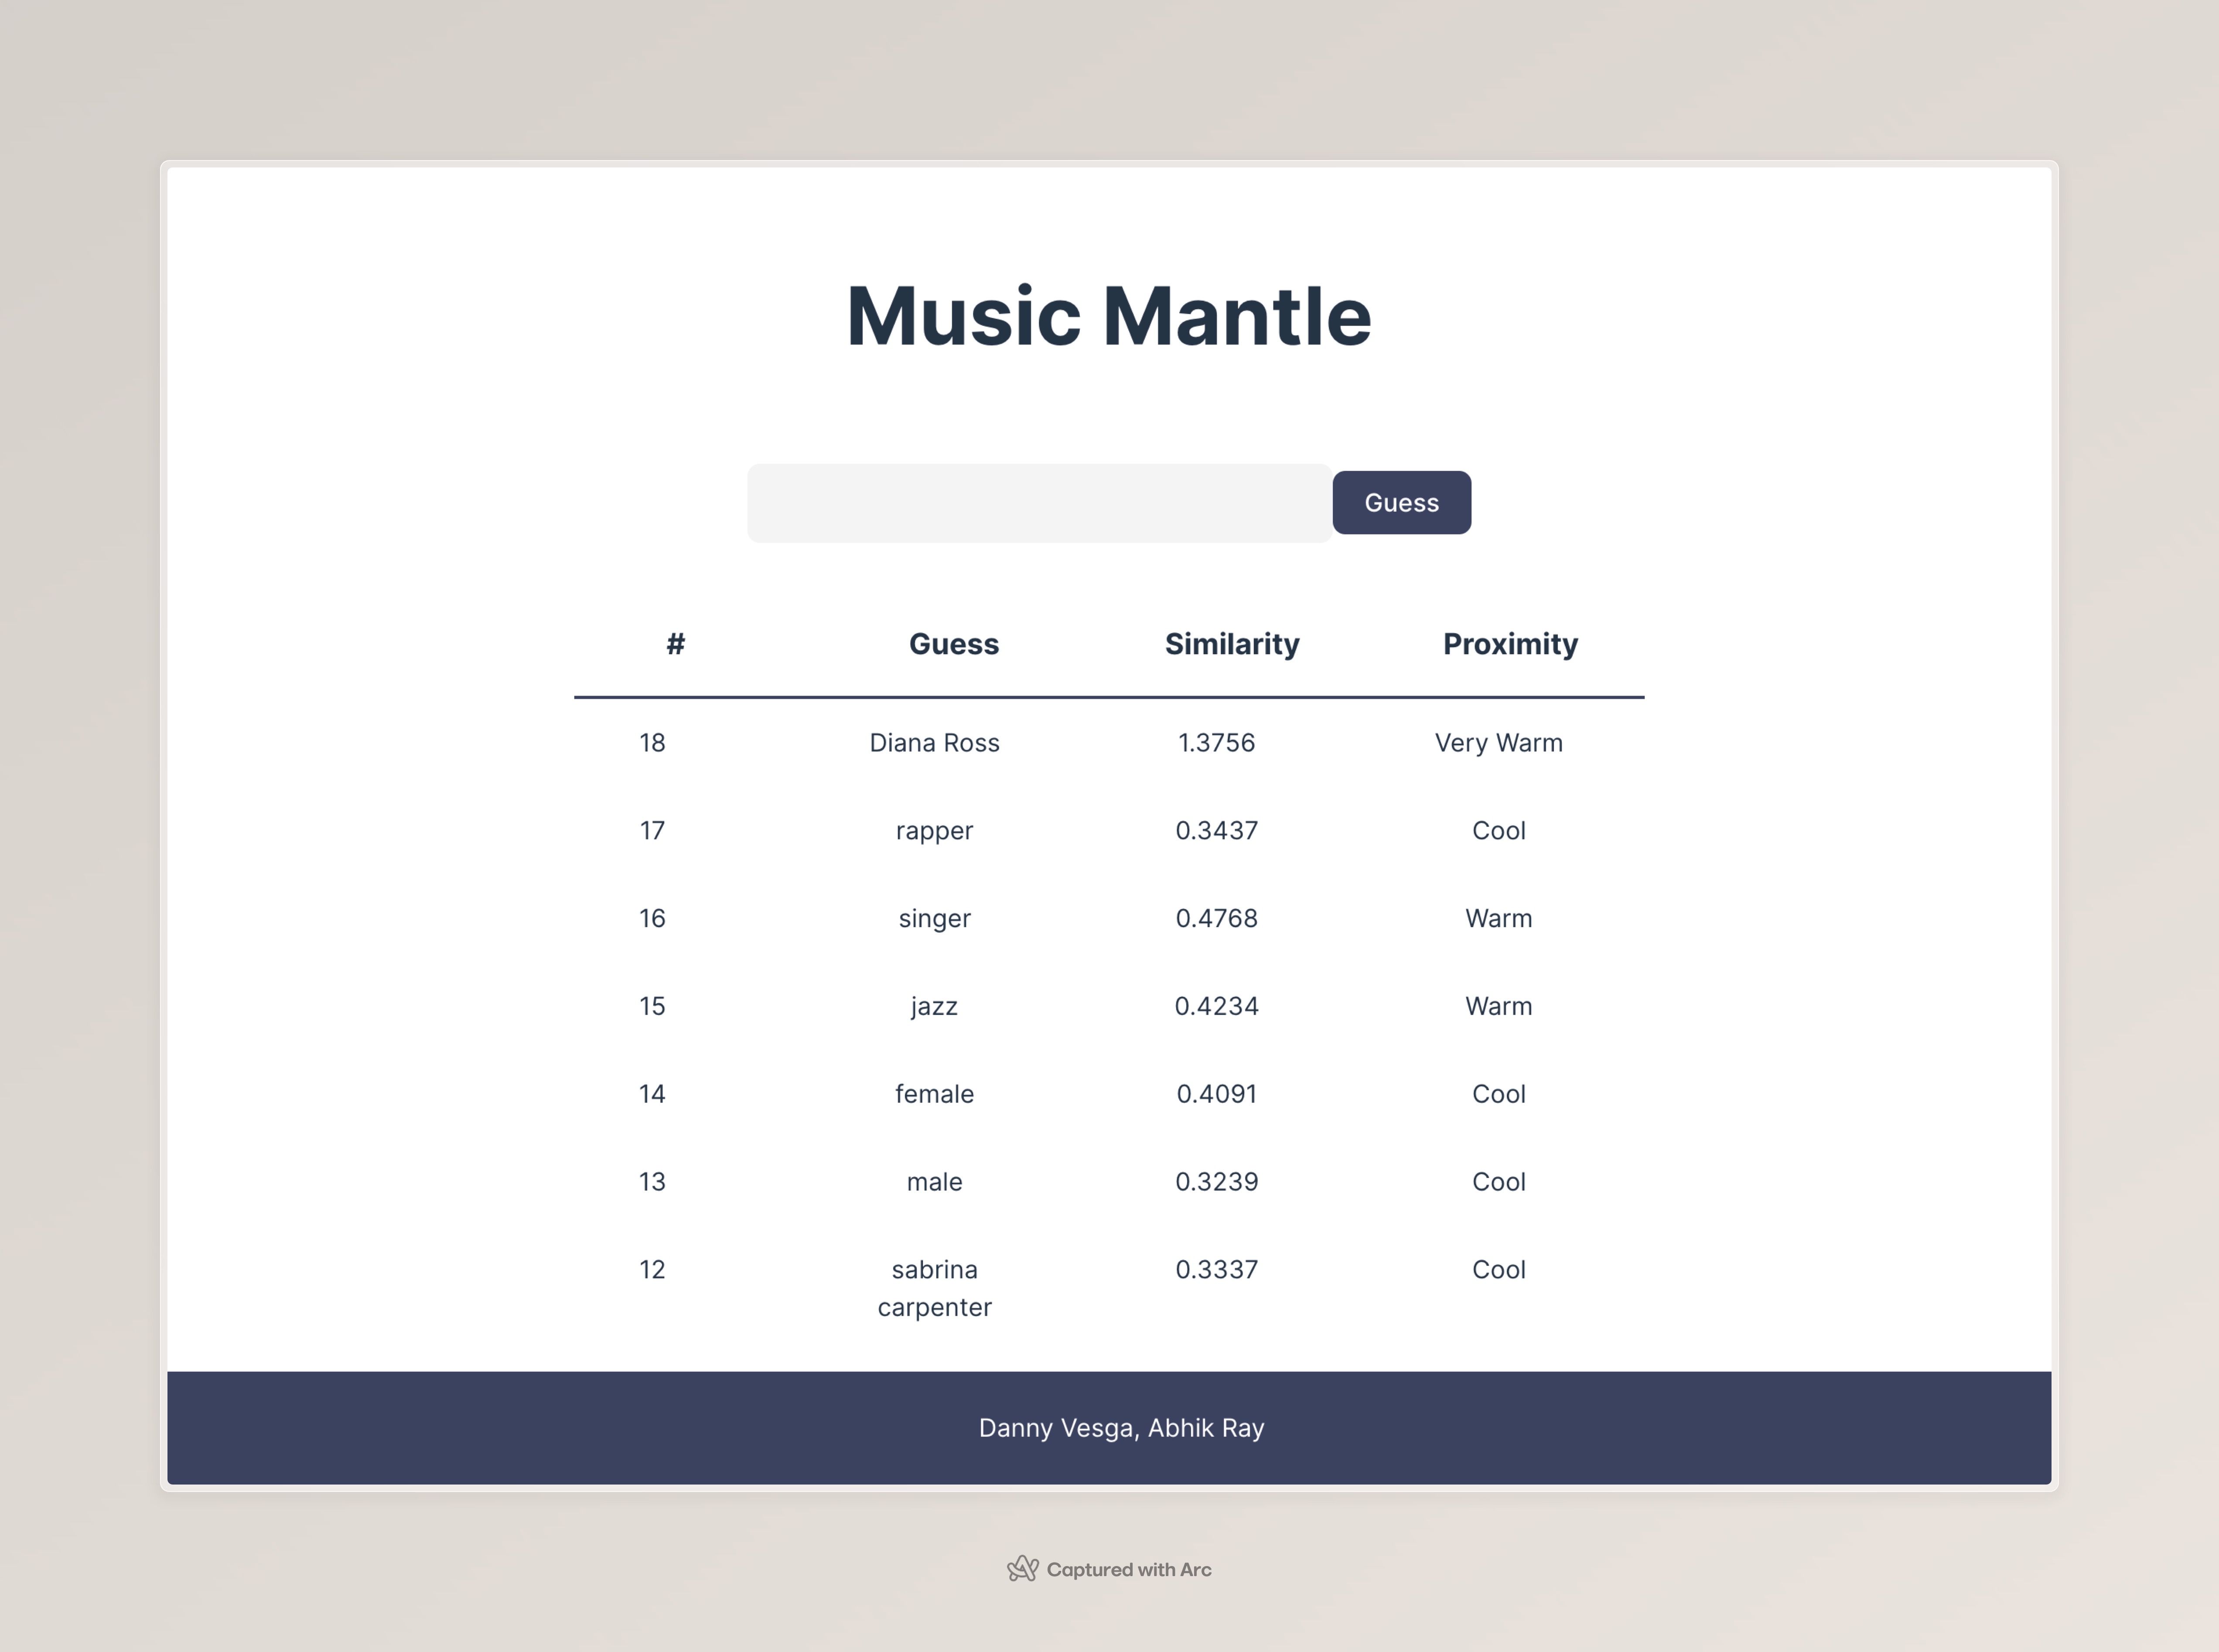 Music Mantle
Guess
# Guess Similarity Proximity
18 Diana Ross 1.3756 Very Warm
17 rapper 0.3437 Cool
16 singer 0.4768 Warm
15 jazz 0.4234 Warm
14 female 0.4091 Cool
13 male 0.3239 Cool
12 sabrina 0.3337 Cool
carpenter
Danny Vesga, Abhik Ray
Captured with Arc